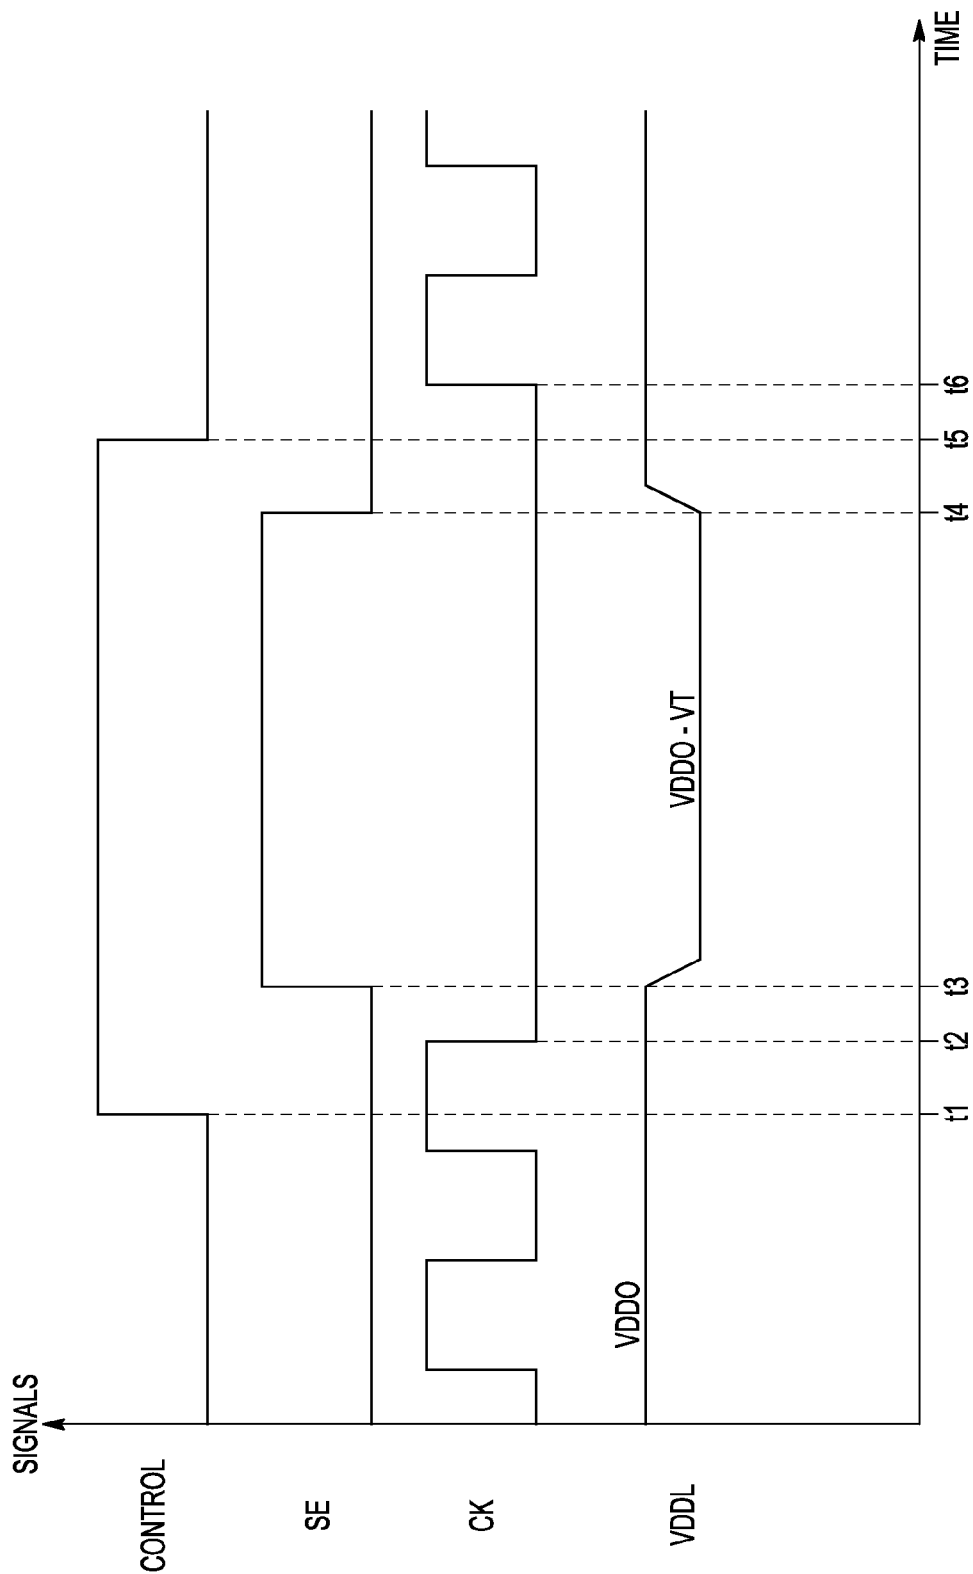 SIGNALS
CONTROL
SE
CK
VDDL
VDDO
VDDO - VT
t1 t2 t3 t4 t5 t6
TIME